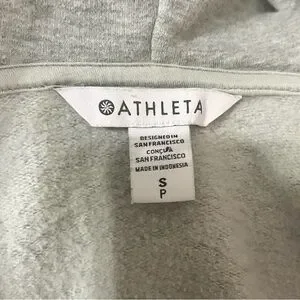 ATHLETA
DESIGNED IN
SAN FRANCISCO
CONÇU À
SAN FRANCISCO
MADE IN INDONESIA
S
P